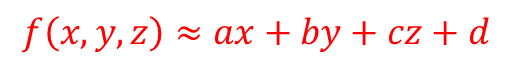 f(x, y, z) ≈ ax + by + cz + d